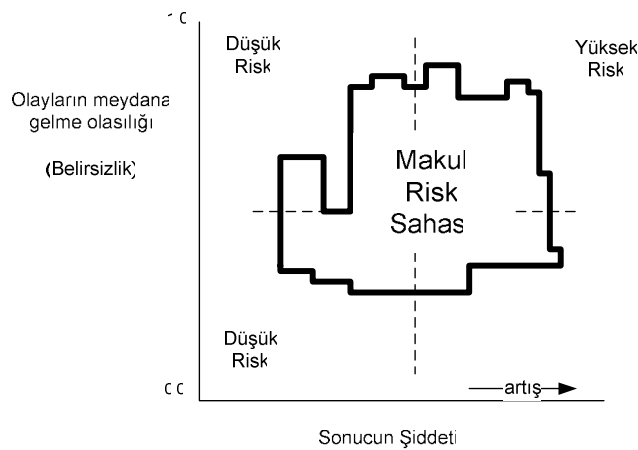 Düşük
Risk
Yüksek
Risk
Olayların meydana
gelme olasılığı
(Belirsizlik)
Makul
Risk
Sahas
Düşük
Risk
artış
Sonucun Şiddeti